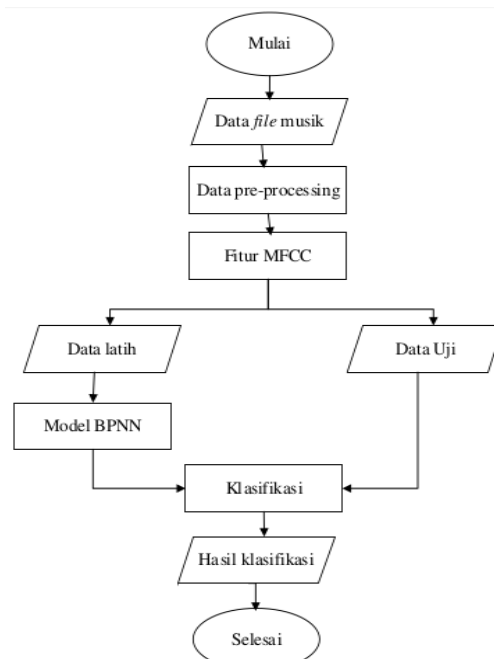 Mulai
Data file musik
Data pre-processing
Fitur MFCC
Data latih
Data Uji
Model BPNN
Klasifikasi
Hasil klasifikasi
Selesai